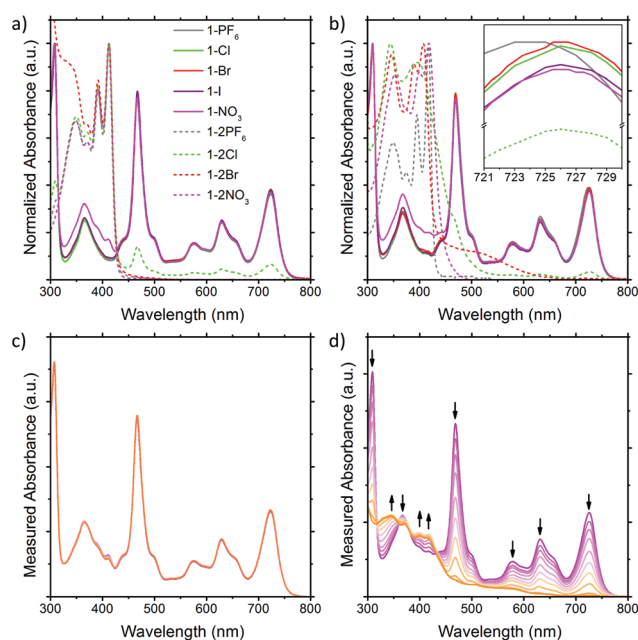 a)
Normalized Absorbance (a.u.)
1-PF₆
1-Cl
1-Br
1-I
1-NO₃
1-2PF₆
1-2Cl
1-2Br
1-2NO₃
300 400 500 600 700 800
Wavelength (nm)
b)
Normalized Absorbance (a.u.)
721 723 725 727 729
300 400 500 600 700 800
Wavelength (nm)
c)
Measured Absorbance (a.u.)
300 400 500 600 700 800
Wavelength (nm)
d)
Measured Absorbance (a.u.)
300 400 500 600 700 800
Wavelength (nm)